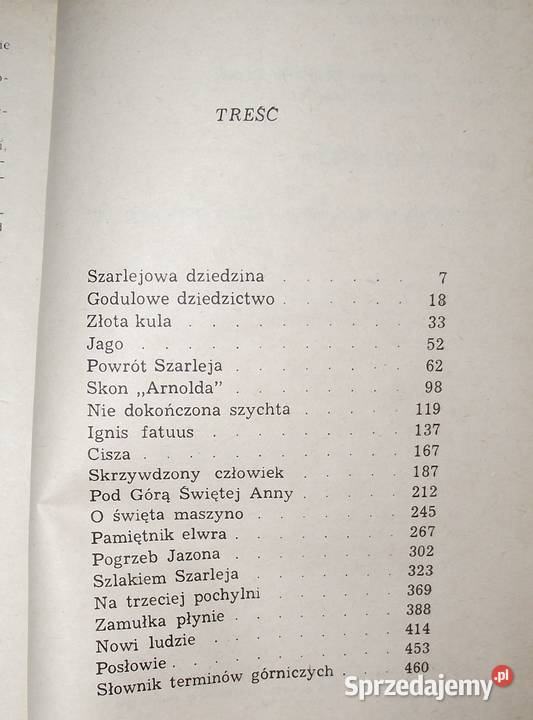 ie
TREŚĆ
Szarlejowa dziedzina . . . . . . 7
Godulowe dziedzictwo . . . . . . 18
Złota kula . . . . . . . . 33
Jago . . . . . . . . . 52
Powrót Szarleja . . . . . . . 62
Skon „Arnolda” . . . . . . . 98
Nie dokończona szychta . . . . . 119
Ignis fatuus . . . . . . . 137
Cisza . . . . . . . . . 167
Skrzywdzony człowiek . . . . . 187
Pod Górą Świętej Anny . . . . . 212
O święta maszyno . . . . . . 245
Pamiętnik elwra . . . . . . 267
Pogrzeb Jazona . . . . . . 302
Szlakiem Szarleja . . . . . . 323
Na trzeciej pochylni . . . . . 369
Zamułka płynie . . . . . . 388
Nowi ludzie . . . . . . . 414
Posłowie . . . . . . . . 453
Słownik terminów górniczych . . . 460
Sprzedajemy.pl